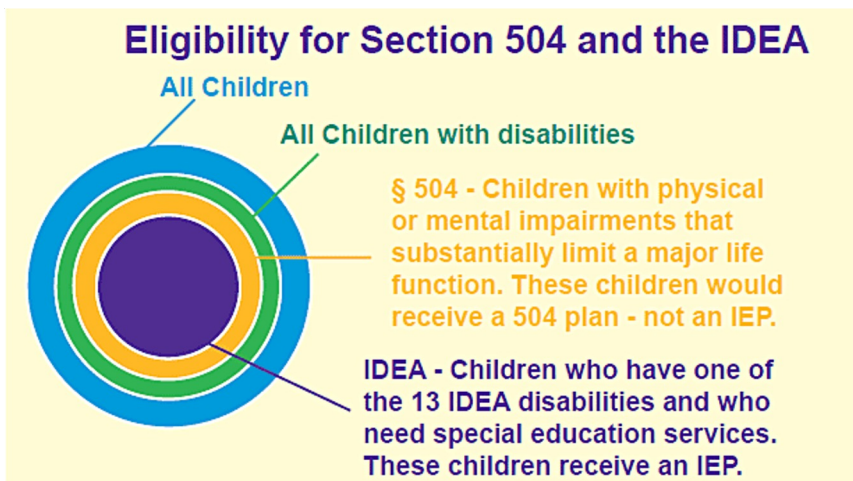 Eligibility for Section 504 and the IDEA
All Children
All Children with disabilities
§ 504 - Children with physical
or mental impairments that
substantially limit a major life
function. These children would
receive a 504 plan - not an IEP.
IDEA - Children who have one of
the 13 IDEA disabilities and who
need special education services.
These children receive an IEP.